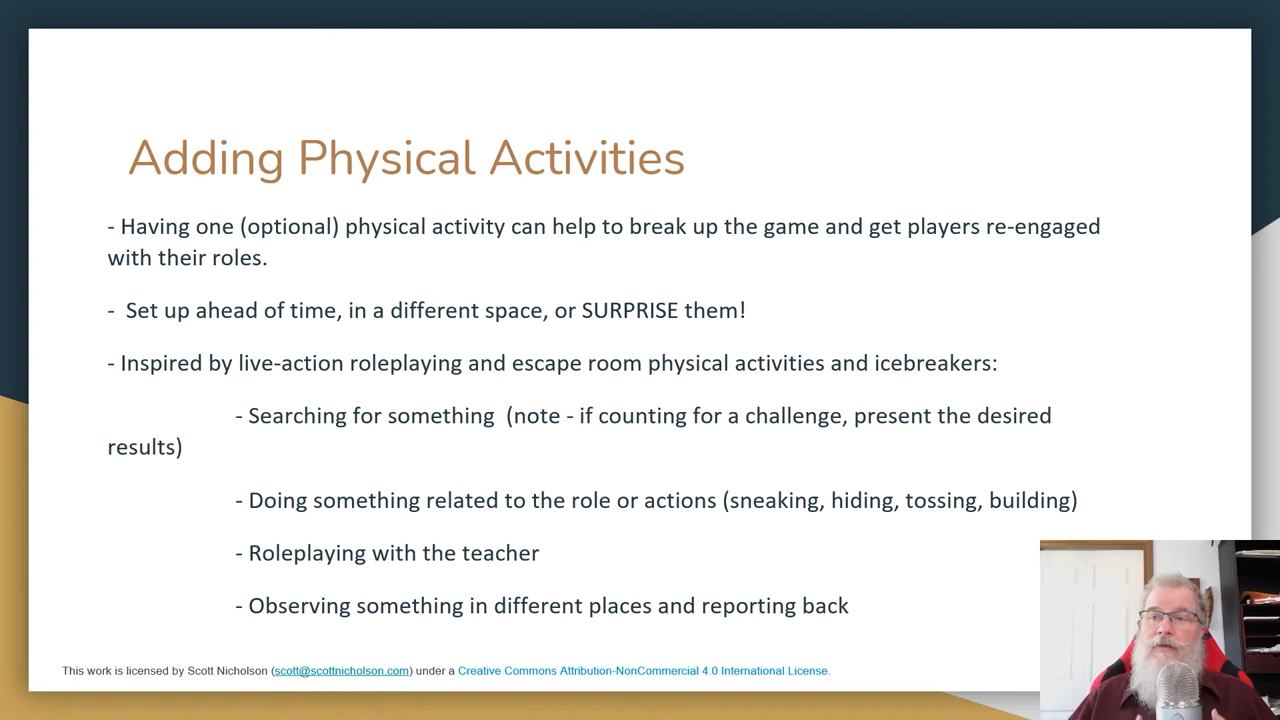 Adding Physical Activities
- Having one (optional) physical activity can help to break up the game and get players re-engaged
with their roles.
- Set up ahead of time, in a different space, or SURPRISE them!
- Inspired by live-action roleplaying and escape room physical activities and icebreakers:
- Searching for something (note - if counting for a challenge, present the desired
results)
- Doing something related to the role or actions (sneaking, hiding, tossing, building)
- Roleplaying with the teacher
- Observing something in different places and reporting back
This work is licensed by Scott Nicholson (scott@scottnicholson.com) under a Creative Commons Attribution-NonCommercial 4.0 International License.